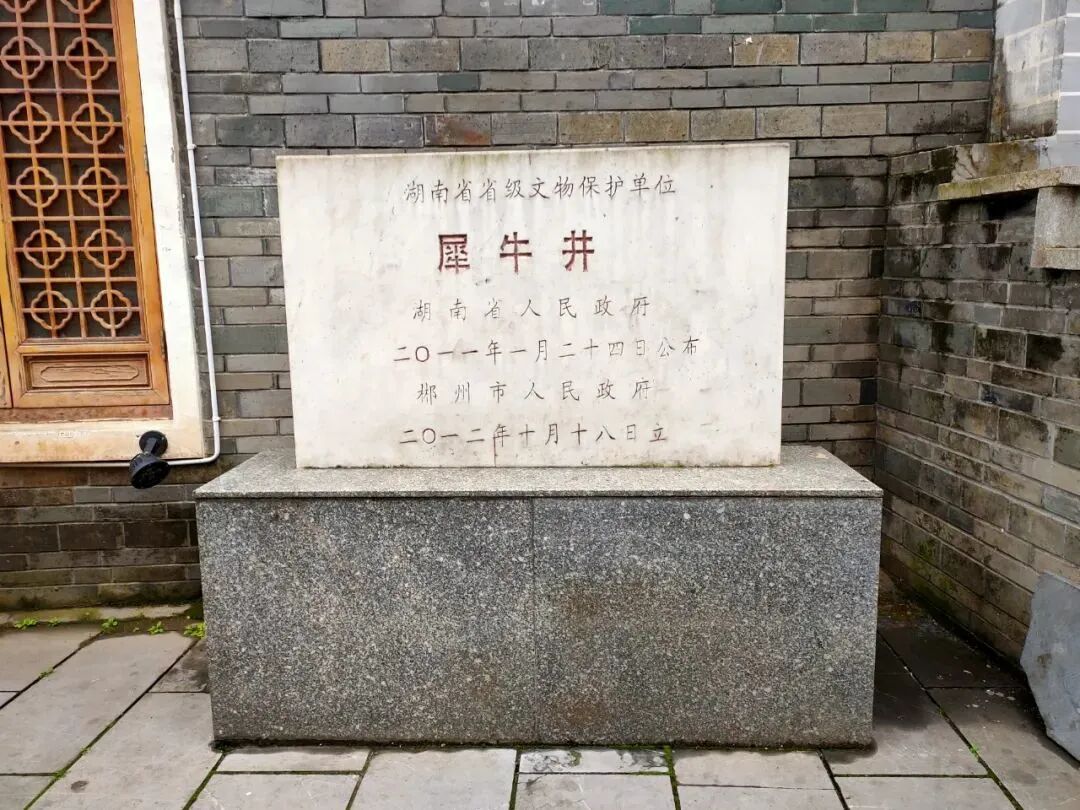 湖南省省级文物保护单位
犀牛井
湖南省人民政府
二〇一一年一月二十四日公布
郴州市人民政府
二〇一二年十月十八日立